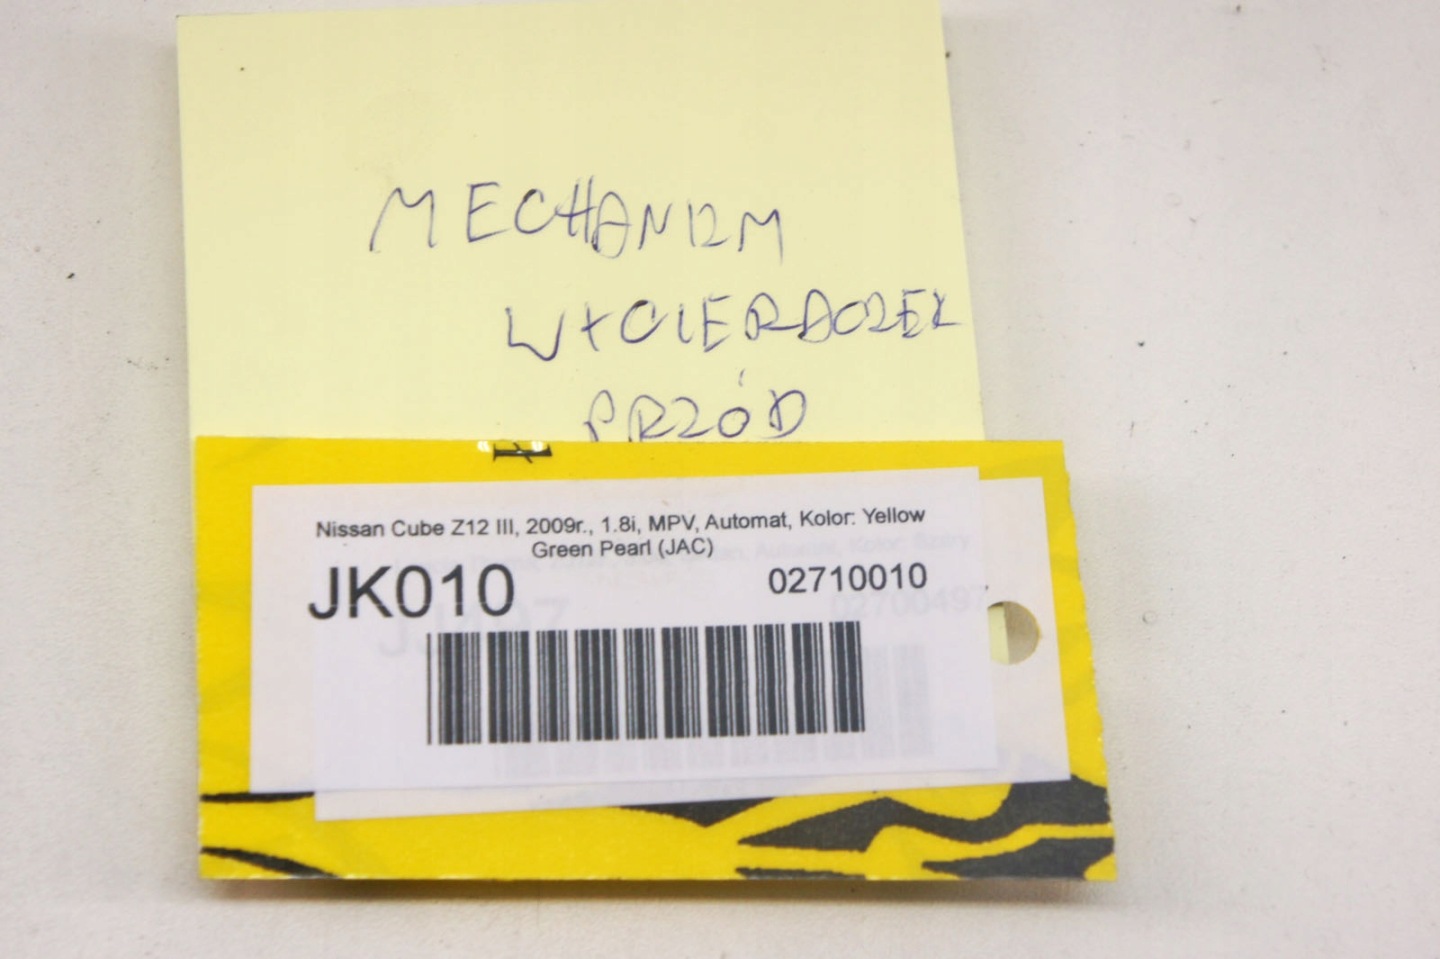 MECHANIZM
WYCIERACZEK
PRZÓD
Nissan Cube Z12 III, 2009r., 1.8i, MPV, Automat, Kolor: Yellow
Green Pearl (JAC)
JK010
02710010
02700497